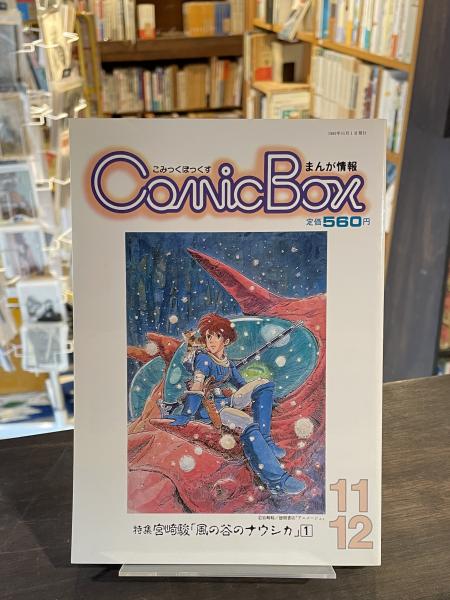 こみっくぼっくす
まんが情報
ComicBox
定価560円
特集 宮崎駿「風の谷のナウシカ」1
11
12